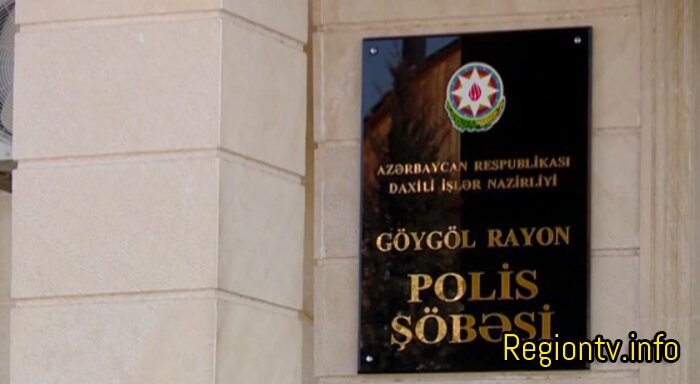 AZƏRBAYCAN RESPUBLİKASI
DAXİLİ İŞLƏR NAZİRLİYİ
GÖYGÖL RAYON
POLİS
ŞÖBƏSİ
Regiontv.info